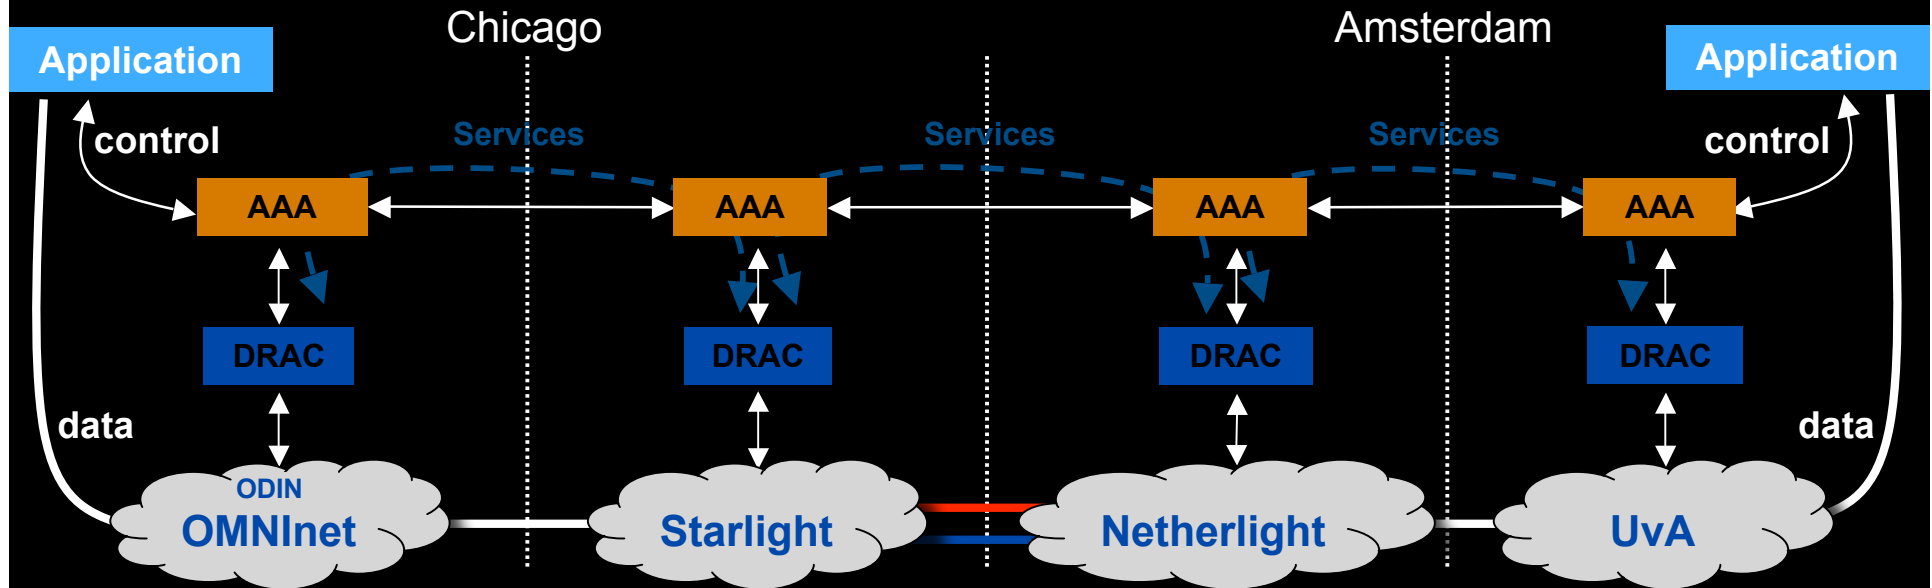 Chicago
Amsterdam
Application
Application
control
Services
Services
Services
control
AAA
AAA
AAA
AAA
DRAC
DRAC
DRAC
DRAC
data
data
ODIN
OMNInet
Starlight
Netherlight
UvA